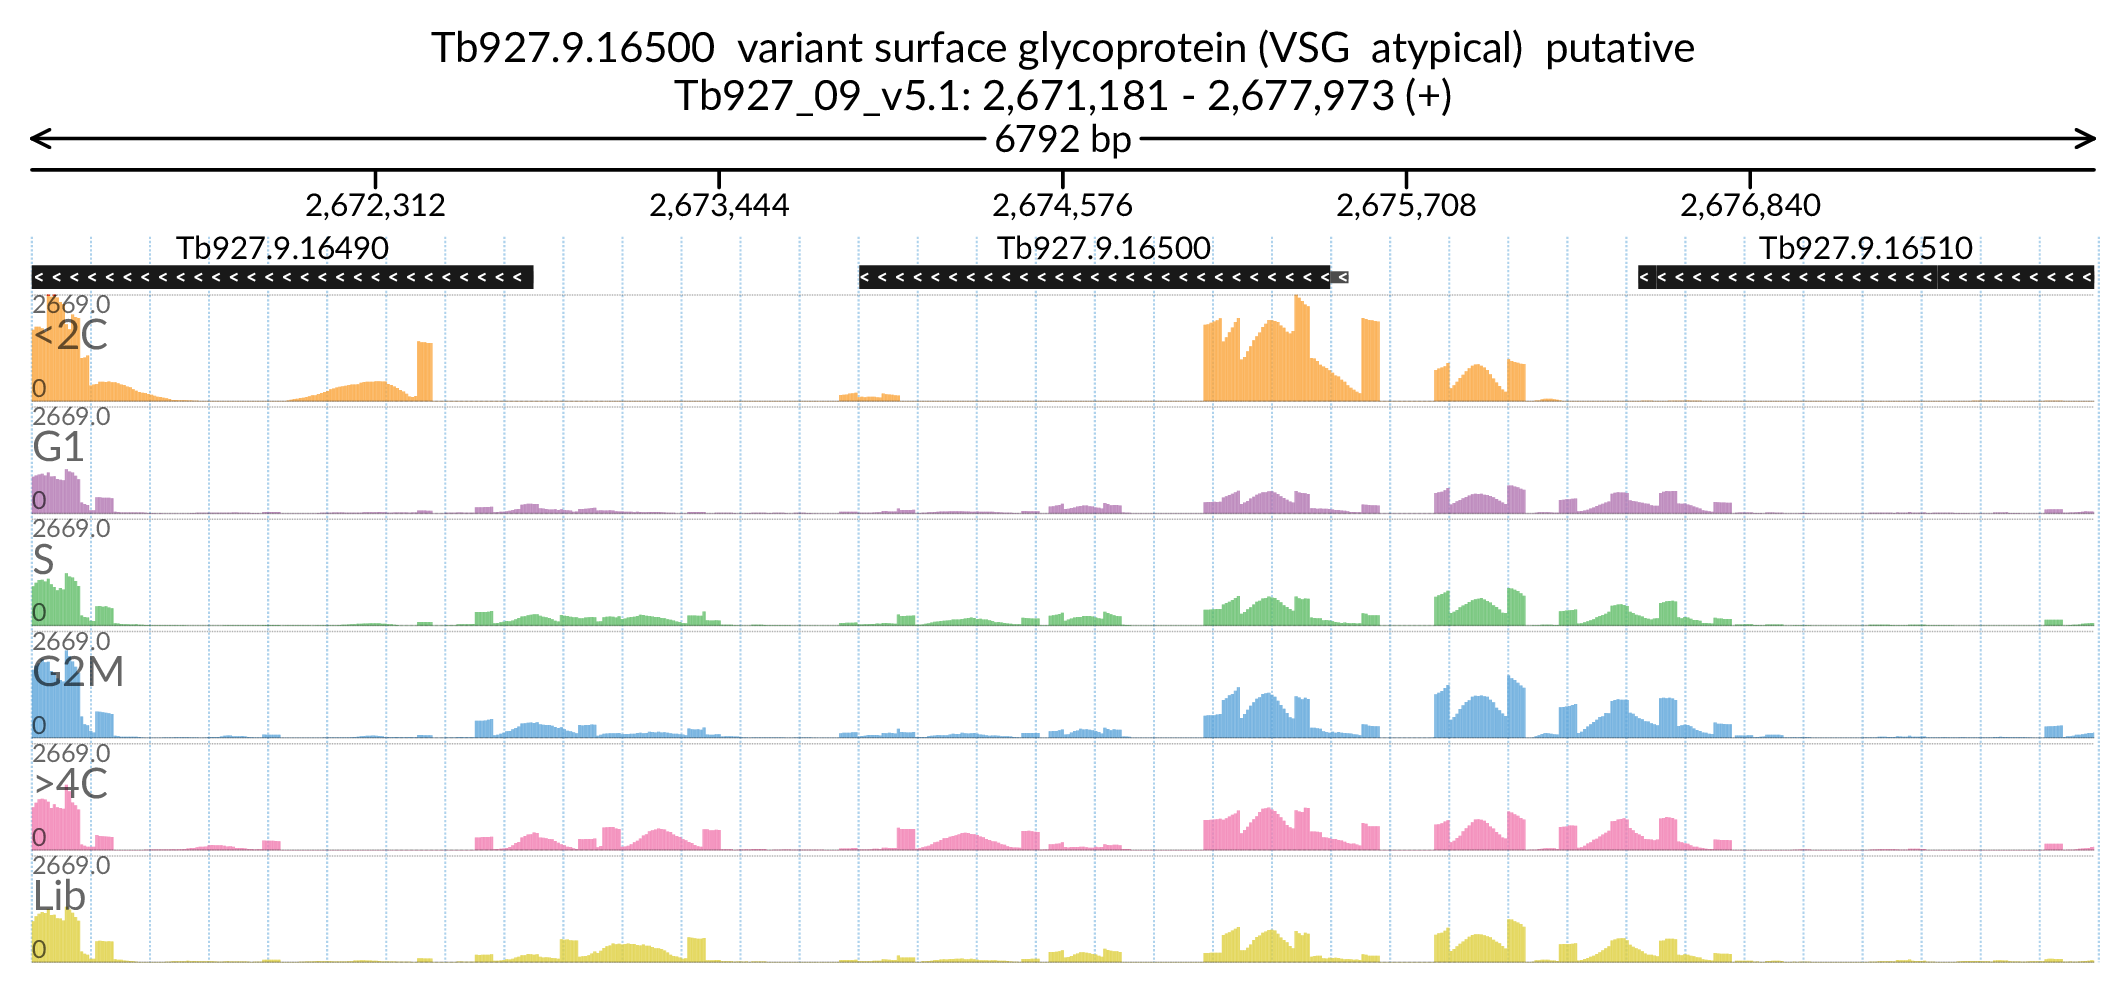 Tb927.9.16500 variant surface glycoprotein (VSG atypical) putative
Tb927_09_v5.1: 2,671,181 - 2,677,973 (+)
6792 bp
2,672,312 2,673,444 2,674,576 2,675,708 2,676,840
Tb927.9.16490 Tb927.9.16500 Tb927.9.16510
2669.0
<2C
0
2669.0
G1
0
2669.0
S
0
2669.0
G2M
0
2669.0
>4C
0
2669.0
Lib
0